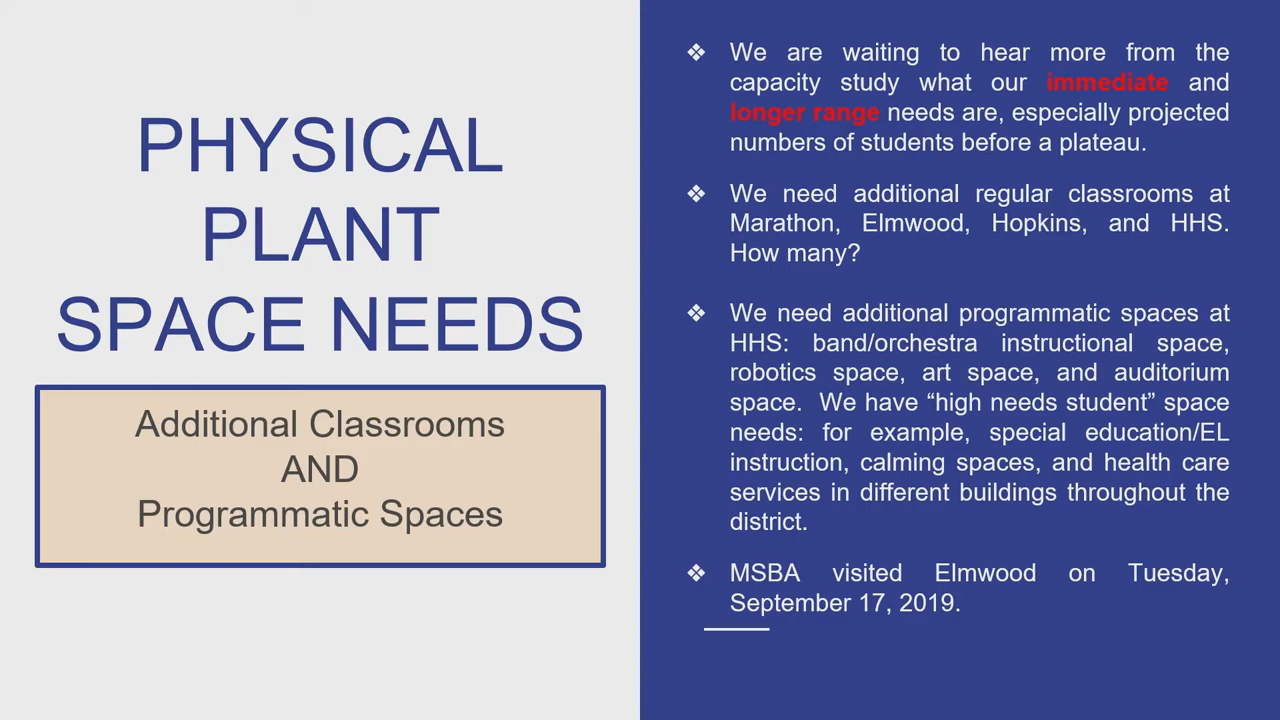 PHYSICAL
PLANT
SPACE NEEDS
Additional Classrooms
AND
Programmatic Spaces
❖ We are waiting to hear more from the
capacity study what our immediate and
longer range needs are, especially projected
numbers of students before a plateau.
❖ We need additional regular classrooms at
Marathon, Elmwood, Hopkins, and HHS.
How many?
❖ We need additional programmatic spaces at
HHS: band/orchestra instructional space,
robotics space, art space, and auditorium
space. We have “high needs student” space
needs: for example, special education/EL
instruction, calming spaces, and health care
services in different buildings throughout the
district.
❖ MSBA visited Elmwood on Tuesday,
September 17, 2019.